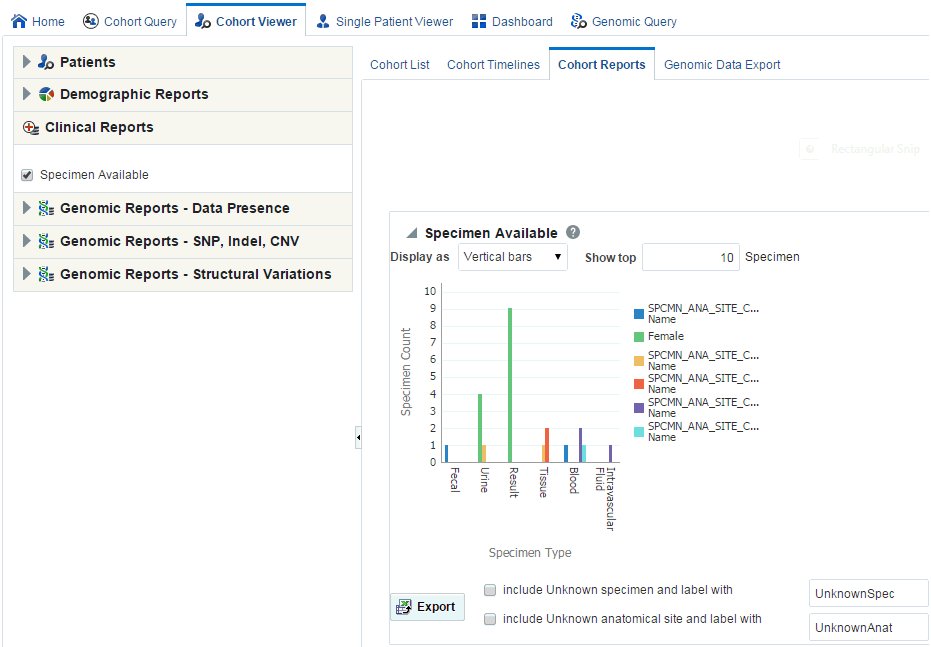 Home Cohort Query Cohort Viewer Single Patient Viewer Dashboard Genomic Query
Patients
Demographic Reports
Clinical Reports
Specimen Available
Genomic Reports - Data Presence
Genomic Reports - SNP, Indel, CNV
Genomic Reports - Structural Variations
Cohort List Cohort Timelines Cohort Reports Genomic Data Export
Rectangular Snip
Specimen Available ?
Display as Vertical bars Show top 10 Specimen
10
9
8
7
6
5
4
3
2
1
0
Specimen Count
Fecal
Urine
Result
Tissue
Blood
Intravascular
Fluid
Specimen Type
SPCMN_ANA_SITE_C...
Name
Female
SPCMN_ANA_SITE_C...
Name
SPCMN_ANA_SITE_C...
Name
SPCMN_ANA_SITE_C...
Name
SPCMN_ANA_SITE_C...
Name
Export
include Unknown specimen and label with UnknownSpec
include Unknown anatomical site and label with UnknownAnat